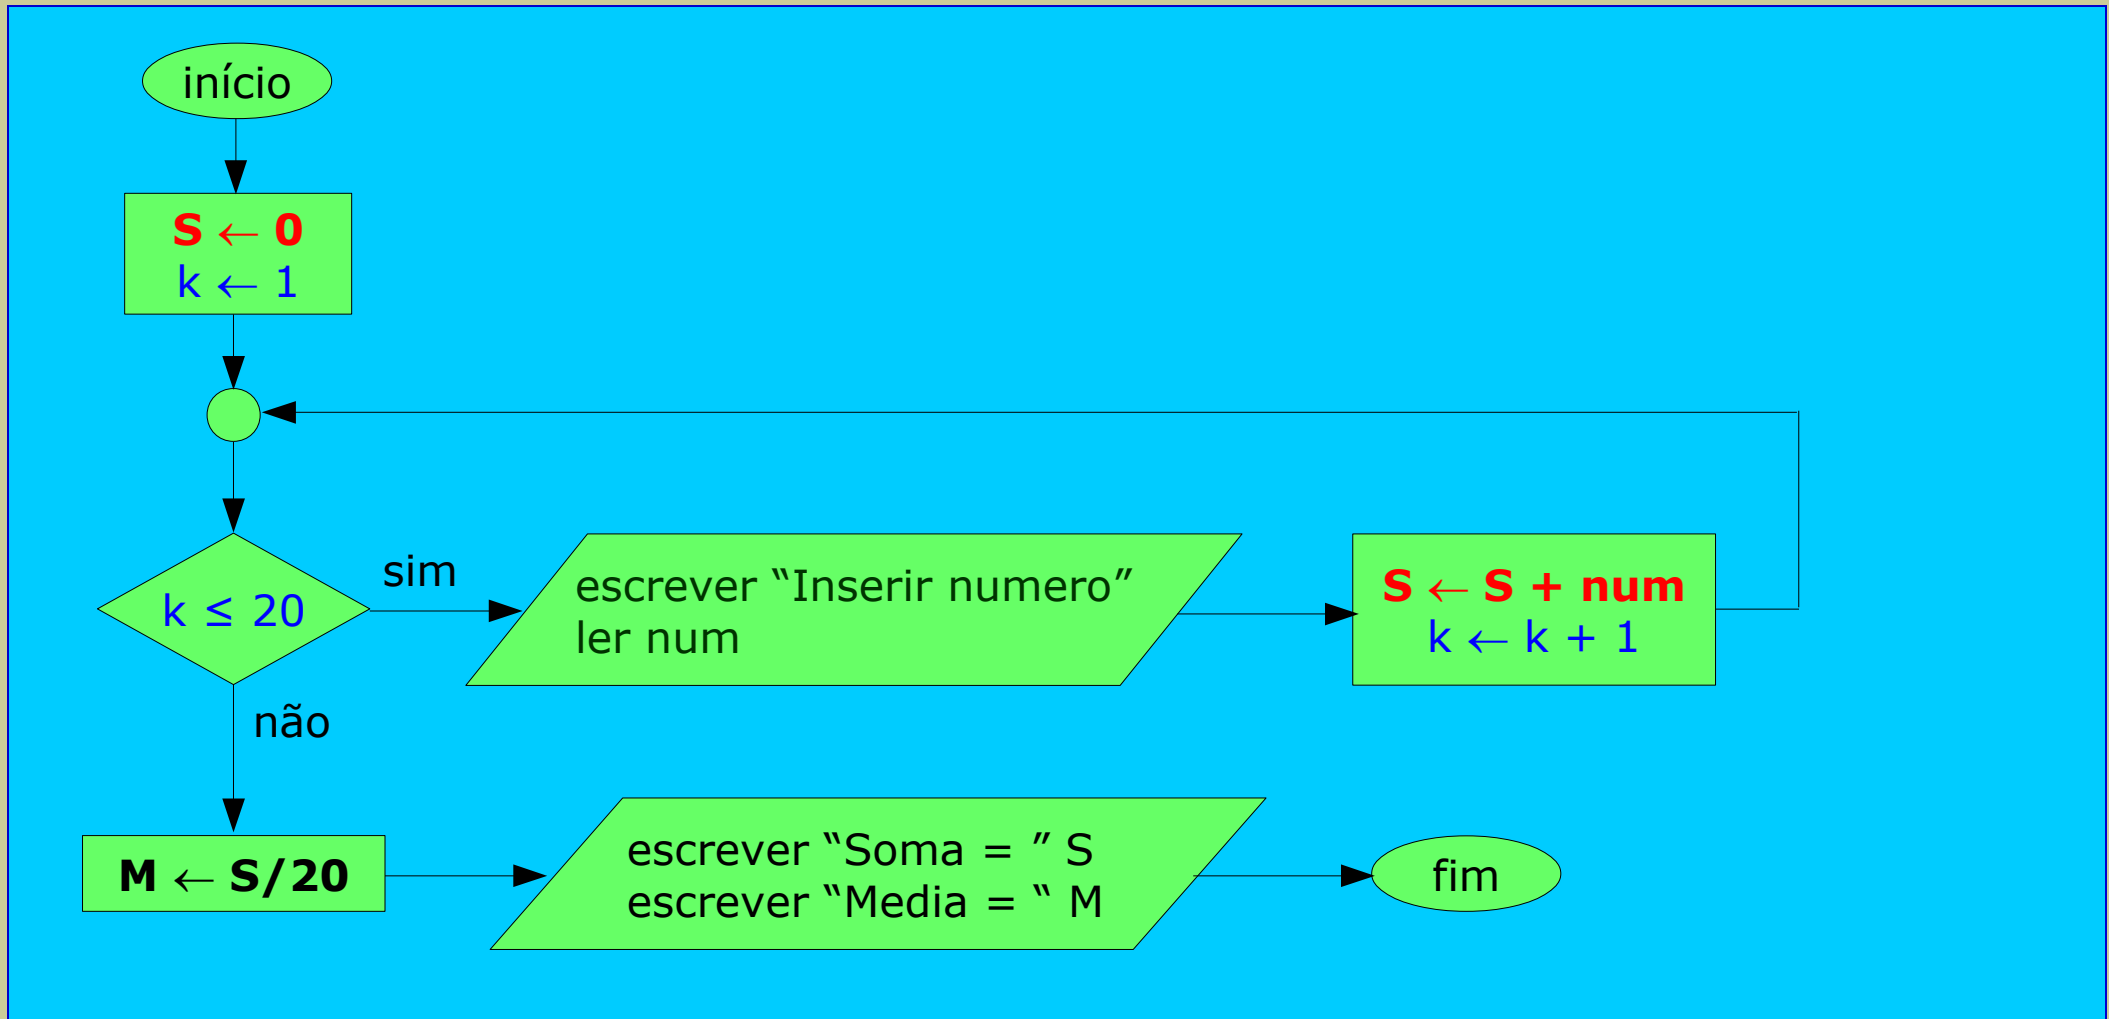 início
S ← 0
k ← 1
k ≤ 20
sim
escrever “Inserir numero”
ler num
S ← S + num
k ← k + 1
não
M ← S/20
escrever “Soma = ” S
escrever “Media = “ M
fim